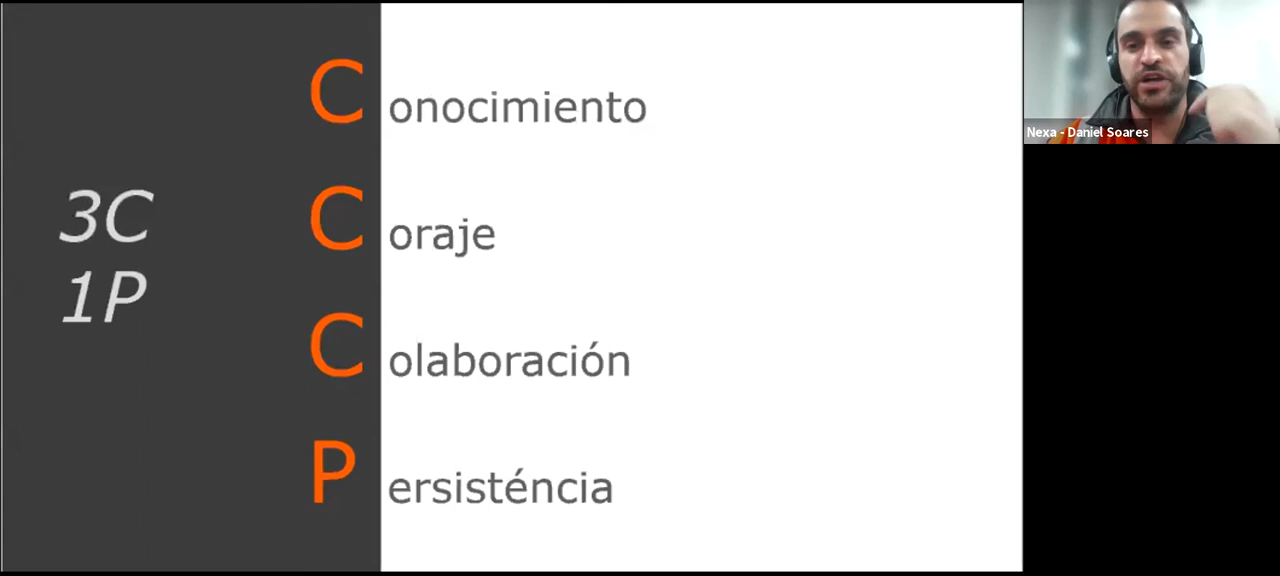 3C
1P
Conocimiento
Coraje
Colaboración
Persisténcia
Nexa - Daniel Soares